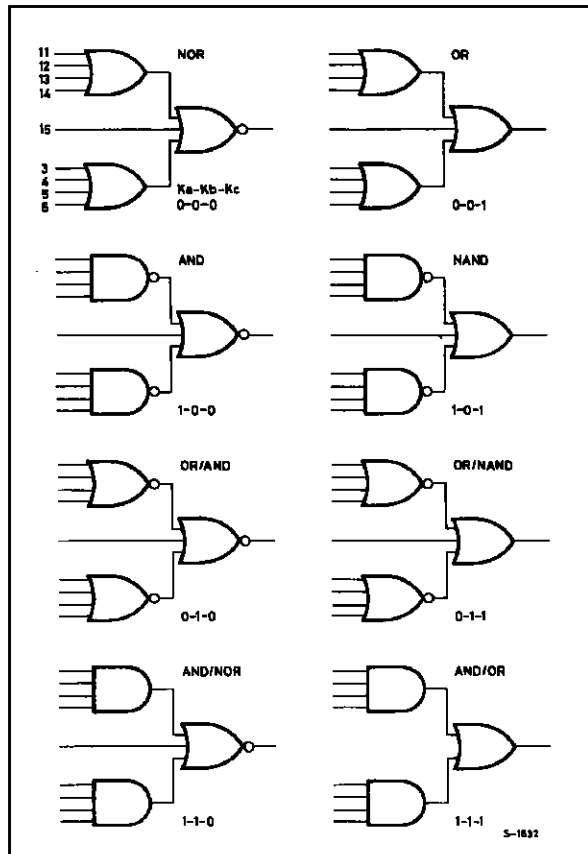 11 NOR
12
13
14
15
3
4
5
6
Ka-Kb-Kc
0-0-0
OR
0-0-1
AND
1-0-0
NAND
1-0-1
OR/AND
0-1-0
OR/NAND
0-1-1
AND/NOR
1-1-0
AND/OR
1-1-1
S-1632